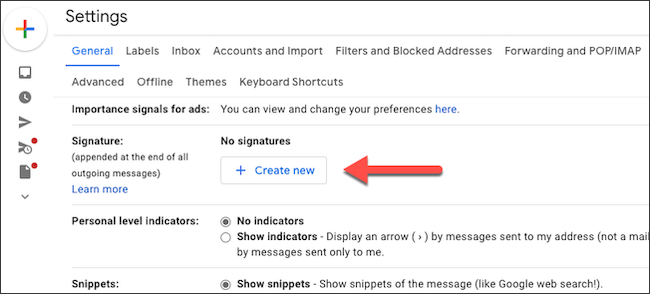 Settings
General Labels Inbox Accounts and Import Filters and Blocked Addresses Forwarding and POP/IMAP
Advanced Offline Themes Keyboard Shortcuts
Importance signals for ads: You can view and change your preferences here.
Signature: No signatures
(appended at the end of all
outgoing messages)
+ Create new
Learn more
Personal level indicators: No indicators
Show indicators - Display an arrow ( › ) by messages sent to my address (not a mail
by messages sent only to me.
Snippets: Show snippets - Show snippets of the message (like Google web search!).